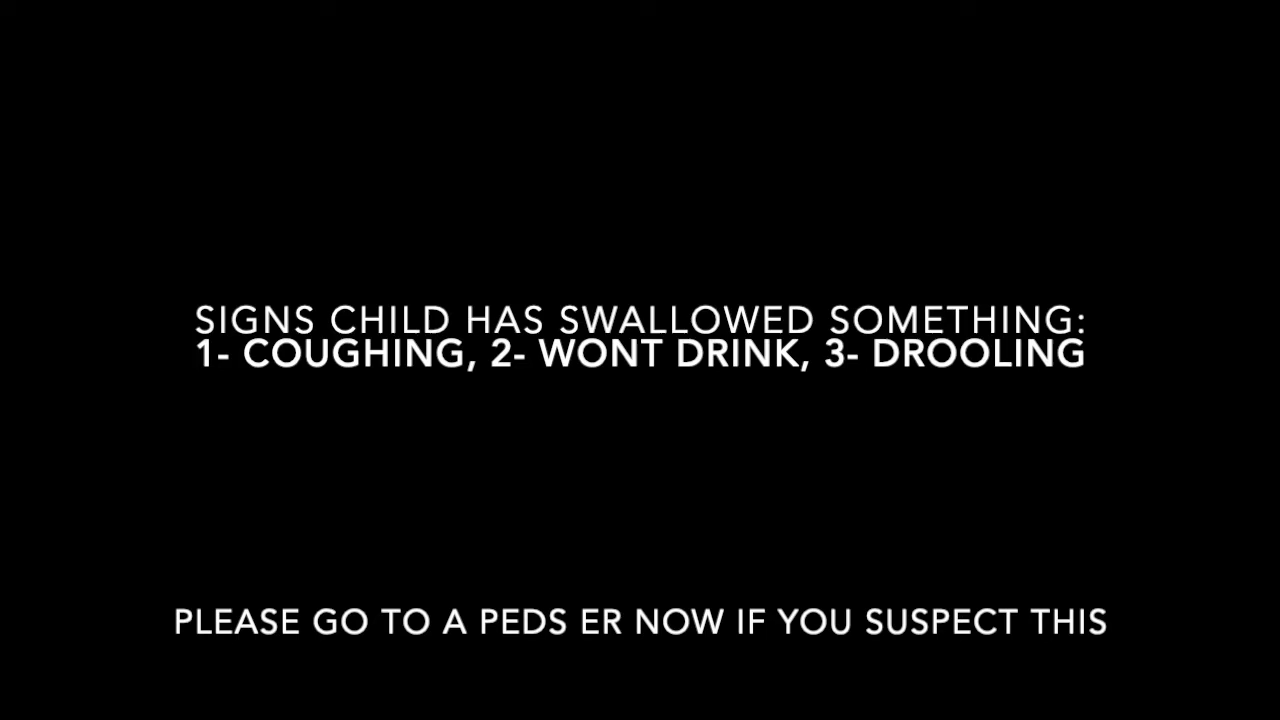 SIGNS CHILD HAS SWALLOWED SOMETHING:
1- COUGHING, 2- WONT DRINK, 3- DROOLING
PLEASE GO TO A PEDS ER NOW IF YOU SUSPECT THIS